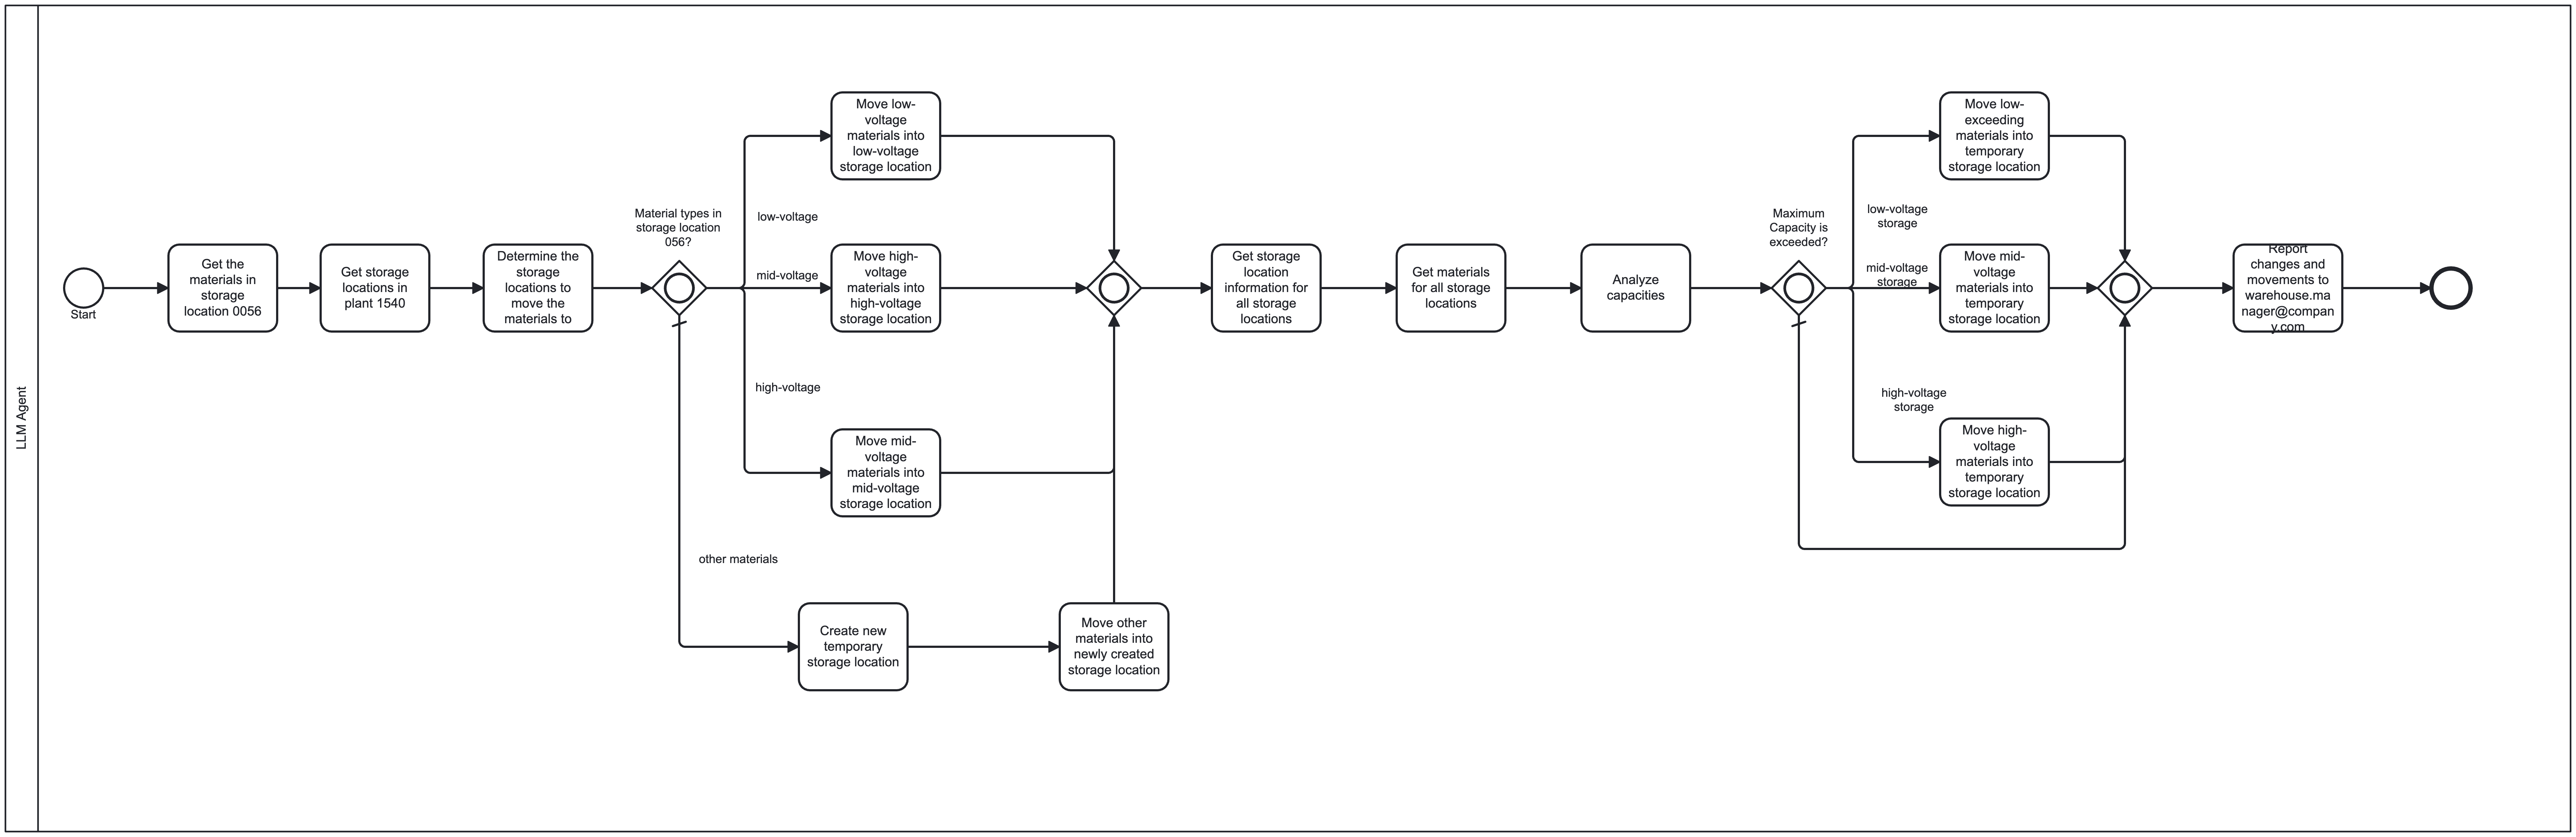 LLM Agent
Start
Get the
materials in
storage
location 0056
Get storage
locations in
plant 1540
Determine the
storage
locations to
move the
materials to
Material types in
storage location
056?
low-voltage
mid-voltage
high-voltage
other materials
Move low-
voltage
materials into
low-voltage
storage location
Move high-
voltage
materials into
high-voltage
storage location
Move mid-
voltage
materials into
mid-voltage
storage location
Create new
temporary
storage location
Move other
materials into
newly created
storage location
Get storage
location
information for
all storage
locations
Get materials
for all storage
locations
Analyze
capacities
Maximum
Capacity is
exceeded?
low-voltage
storage
mid-voltage
storage
high-voltage
storage
Move low-
exceeding
materials into
temporary
storage location
Move mid-
voltage
materials into
temporary
storage location
Move high-
voltage
materials into
temporary
storage location
Report
changes and
movements to
warehouse.ma
nager@compan
y.com